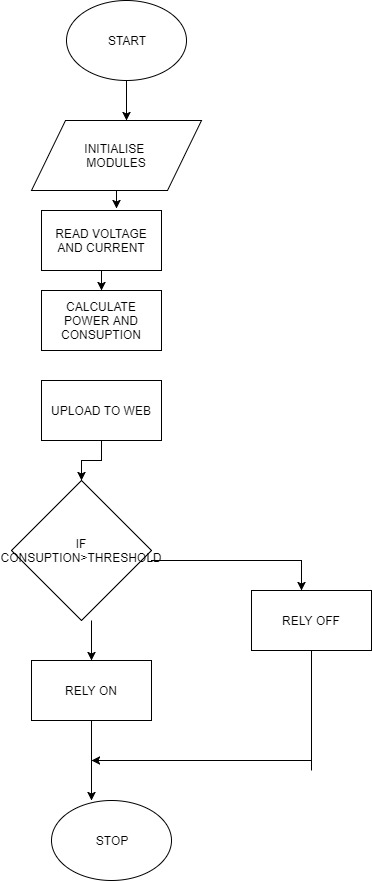 START
INITIALISE
MODULES
READ VOLTAGE
AND CURRENT
CALCULATE
POWER AND
CONSUPTION
UPLOAD TO WEB
IF
CONSUPTION>THRESHOLD
RELY OFF
RELY ON
STOP